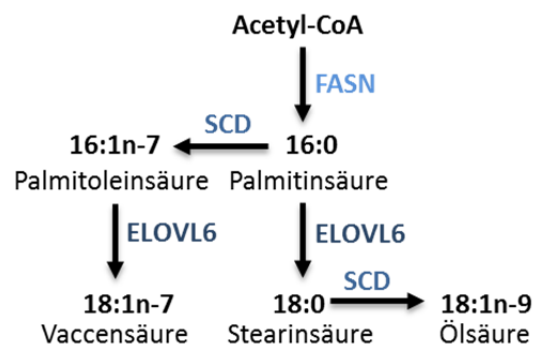 Acetyl-CoA
FASN
SCD
16:1n-7 16:0
Palmitoleinsäure Palmitinsäure
ELOVL6 ELOVL6
SCD
18:1n-7 18:0 18:1n-9
Vaccensäure Stearinsäure Ölsäure